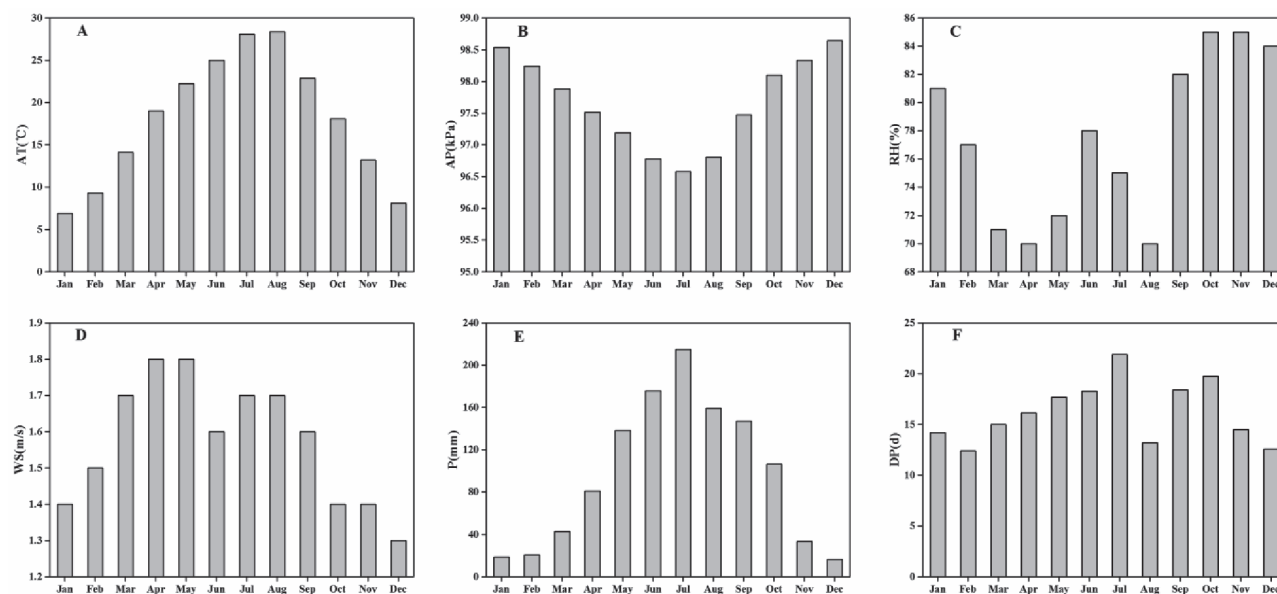 A
AT(℃)
30
25
20
15
10
5
0
Jan Feb Mar Apr May Jun Jul Aug Sep Oct Nov Dec
B
AP(kPa)
99.0
98.5
98.0
97.5
97.0
96.5
96.0
95.5
95.0
Jan Feb Mar Apr May Jun Jul Aug Sep Oct Nov Dec
C
RH(%)
86
84
82
80
78
76
74
72
70
68
Jan Feb Mar Apr May Jun Jul Aug Sep Oct Nov Dec
D
WS(m/s)
1.9
1.8
1.7
1.6
1.5
1.4
1.3
1.2
Jan Feb Mar Apr May Jun Jul Aug Sep Oct Nov Dec
E
P(mm)
240
200
160
120
80
40
0
Jan Feb Mar Apr May Jun Jul Aug Sep Oct Nov Dec
F
DP(d)
25
20
15
10
5
0
Jan Feb Mar Apr May Jun Jul Aug Sep Oct Nov Dec